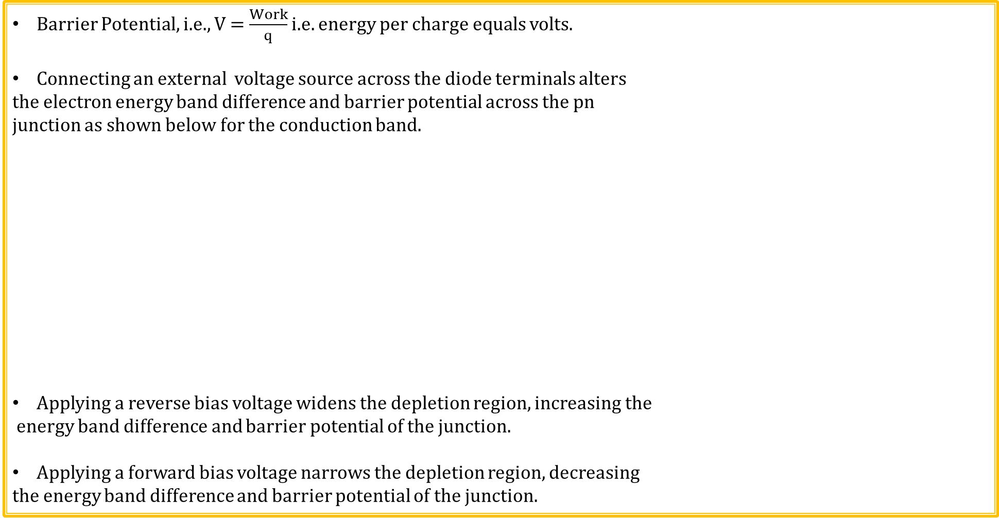 • Barrier Potential, i.e., V = Work/q i.e. energy per charge equals volts.
• Connecting an external  voltage source across the diode terminals alters
the electron energy band difference and barrier potential across the pn
junction as shown below for the conduction band.
• Applying a reverse bias voltage widens the depletion region, increasing the
energy band difference and barrier potential of the junction.
• Applying a forward bias voltage narrows the depletion region, decreasing
the energy band difference and barrier potential of the junction.